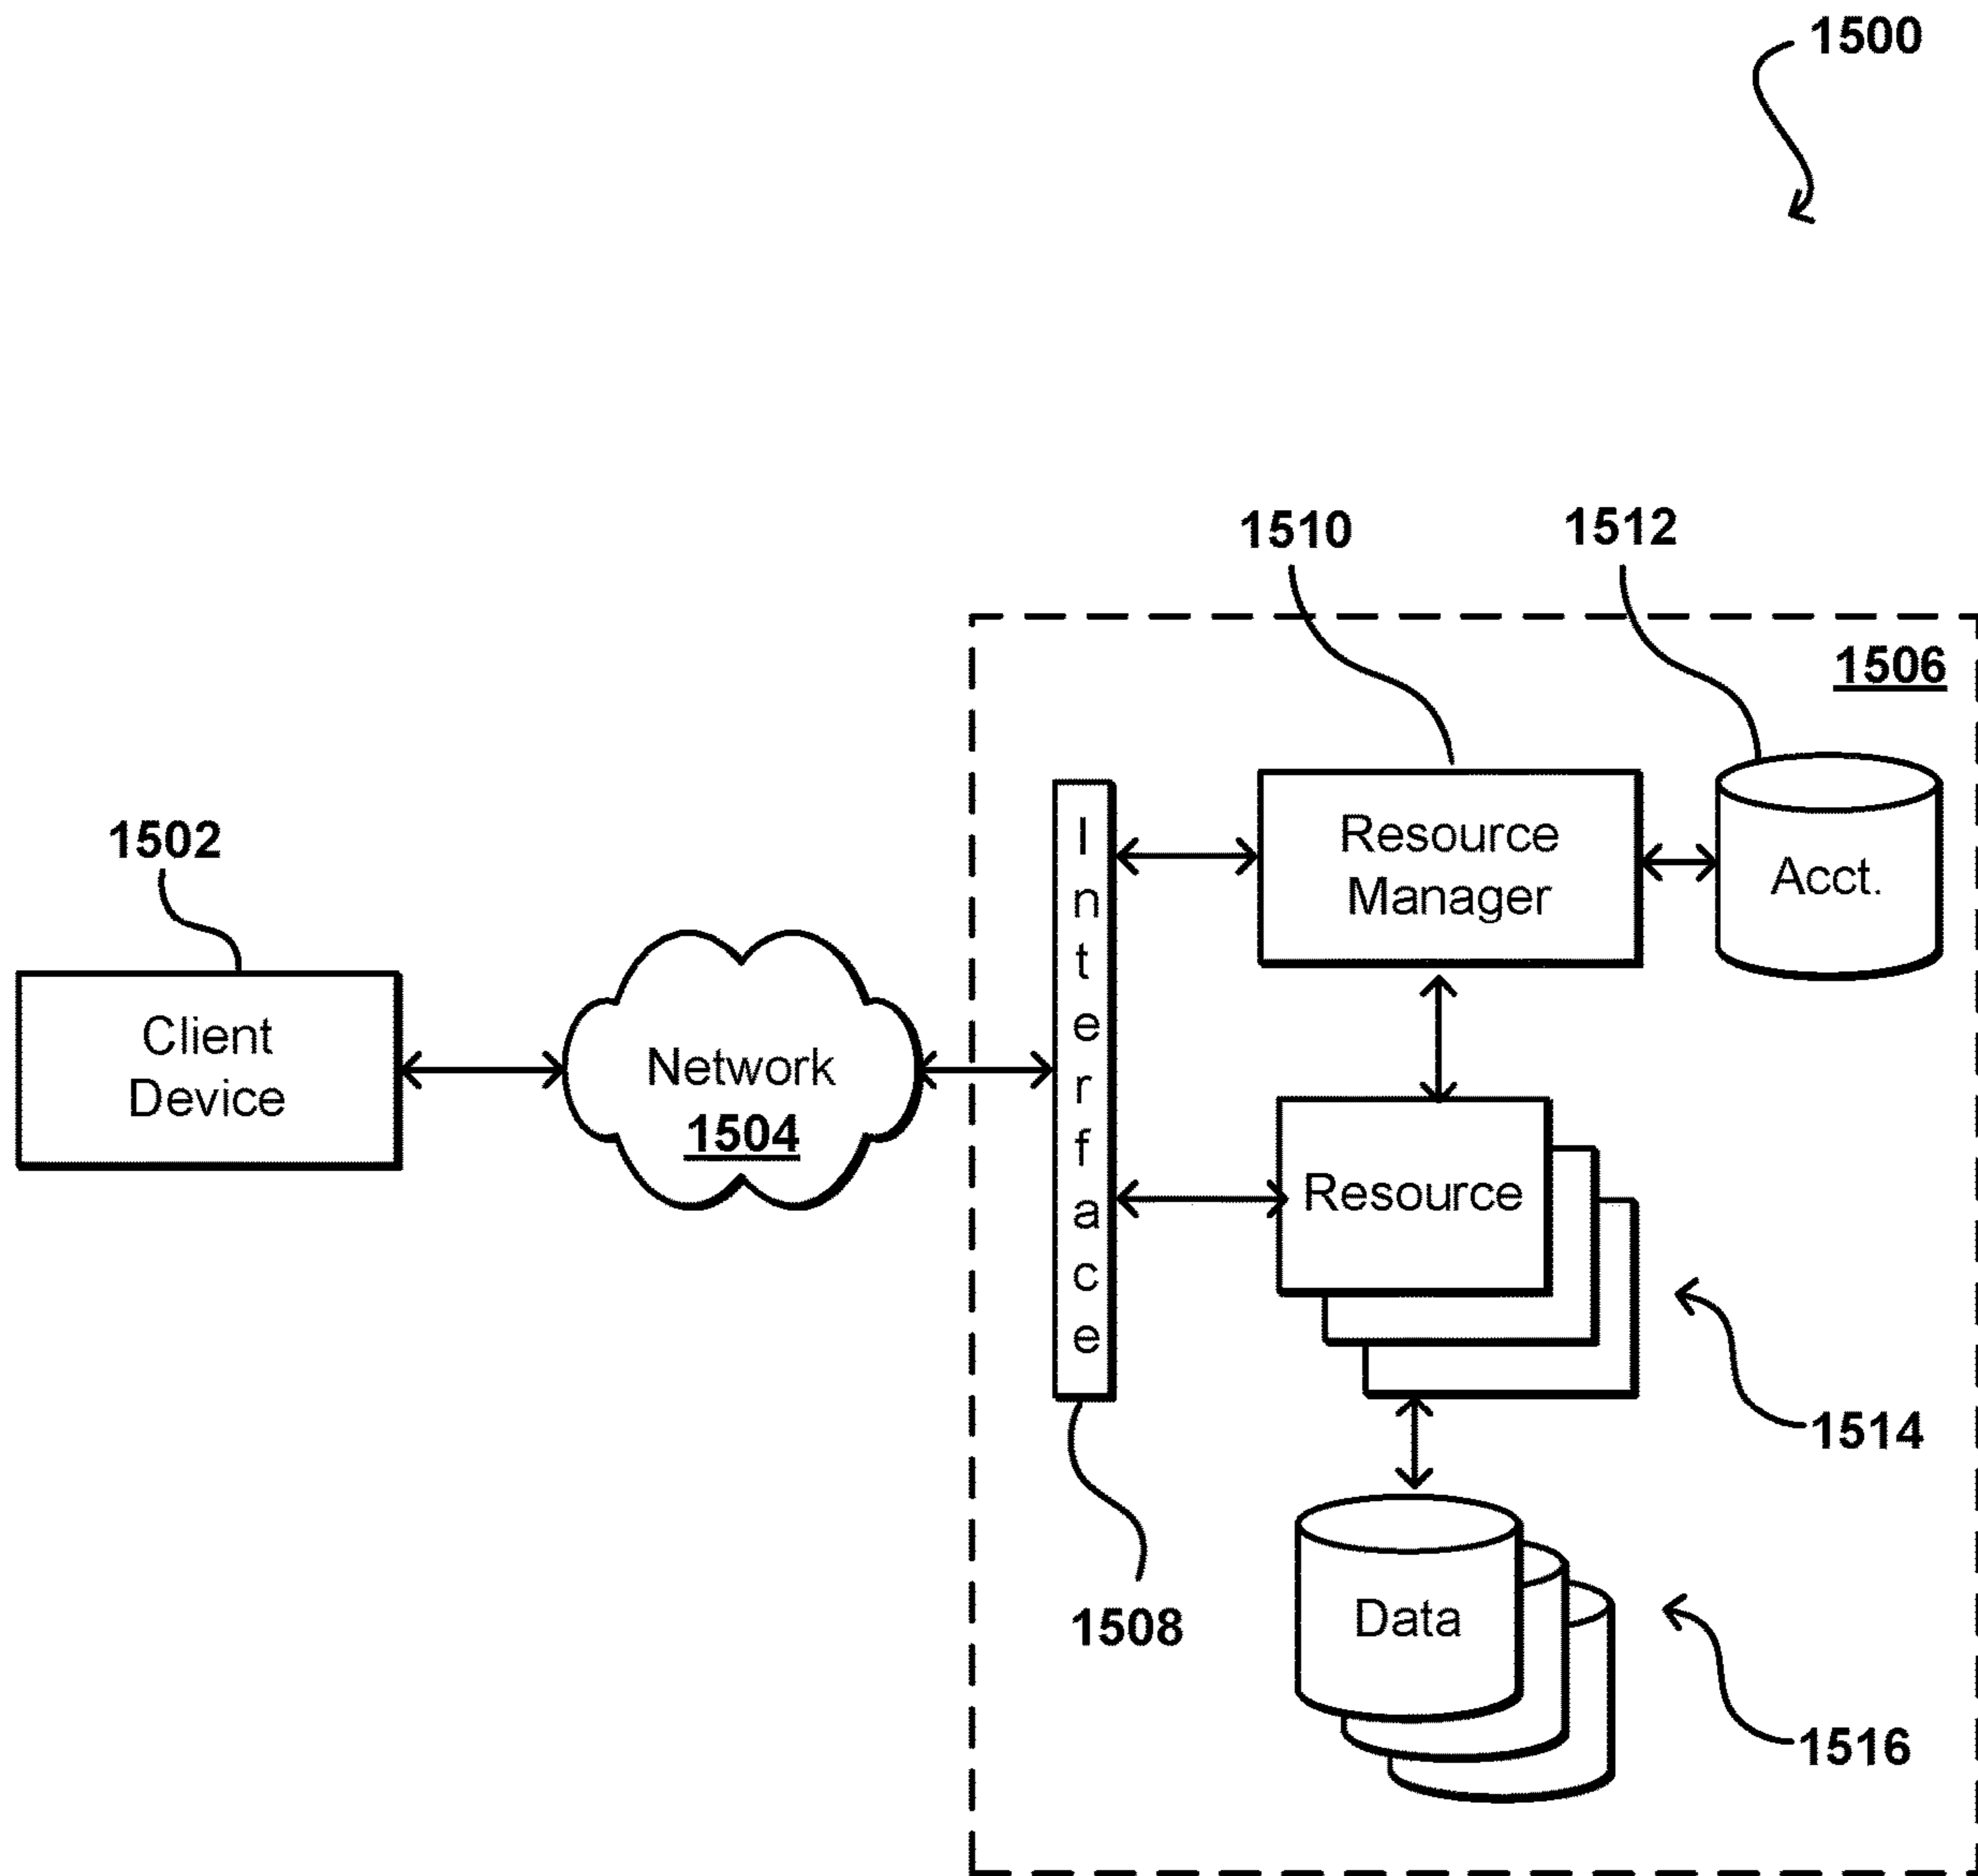 1500
1510
1512
1506
1502
Client
Device
Network
1504
Interface
Resource
Manager
Acct.
Resource
1514
1508
Data
1516